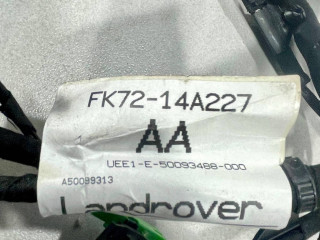 FK72-14A227
AA
UEE1-E-50093488-000
A50089313
Landrover